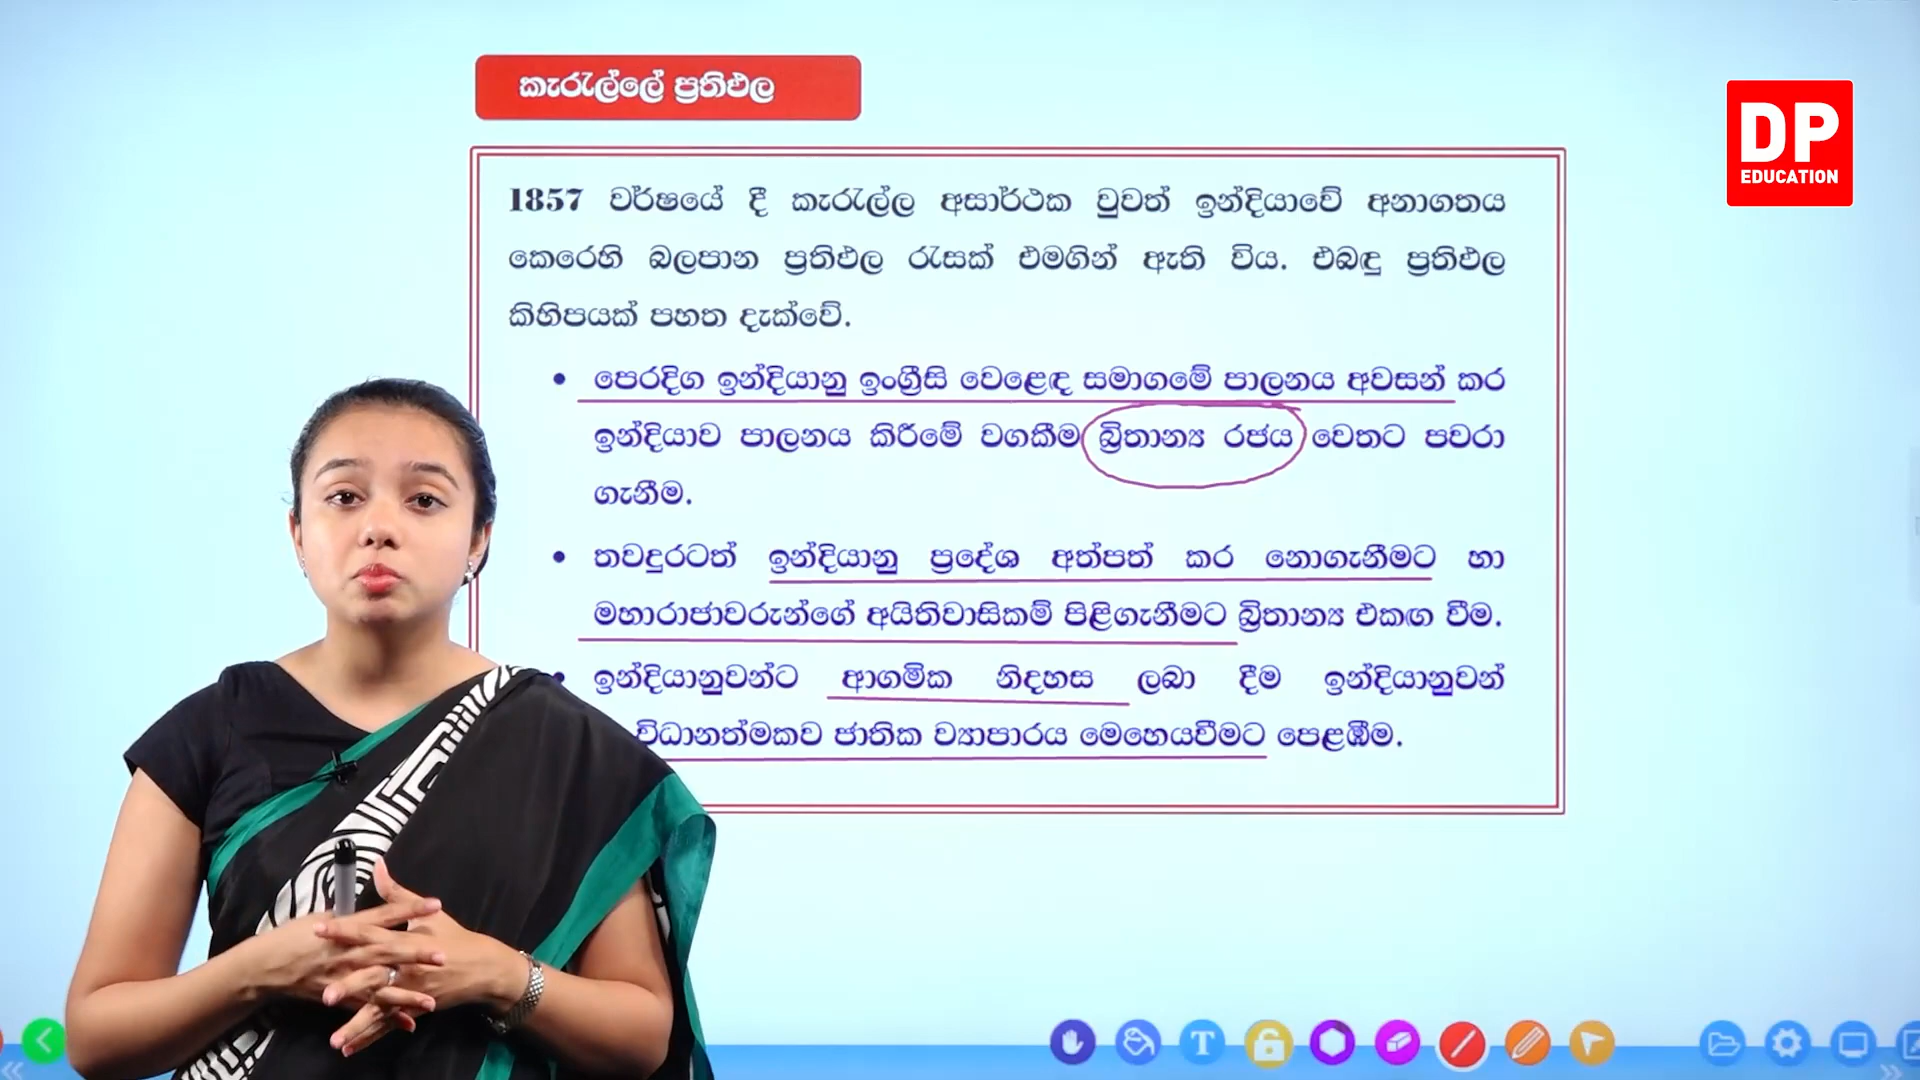 කැරැල්ලේ ප්‍රතිඵල
DP
EDUCATION
1857 වර්ෂයේ දී කැරැල්ල අසාර්ථක වුවත් ඉන්දියාවේ අනාගතය
කෙරෙහි බලපාන ප්‍රතිඵල රැසක් එමගින් ඇති විය. එබඳු ප්‍රතිඵල
කිහිපයක් පහත දැක්වේ.
• පෙරදිග ඉන්දියානු ඉංග්‍රීසි වෙළෙඳ සමාගමේ පාලනය අවසන් කර
ඉන්දියාව පාලනය කිරීමේ වගකීම බ්‍රිතාන්‍ය රජය වෙතට පවරා
ගැනීම.
• තවදුරටත් ඉන්දියානු ප්‍රදේශ අත්පත් කර නොගැනීමට හා
මහාරාජාවරුන්ගේ අයිතිවාසිකම් පිළිගැනීමට බ්‍රිතාන්‍ය එකඟ වීම.
• ඉන්දියානුවන්ට ආගමික නිදහස ලබා දීම ඉන්දියානුවන්
විධානත්මකව ජාතික ව්‍යාපාරය මෙහෙයවීමට පෙළඹීම.
T